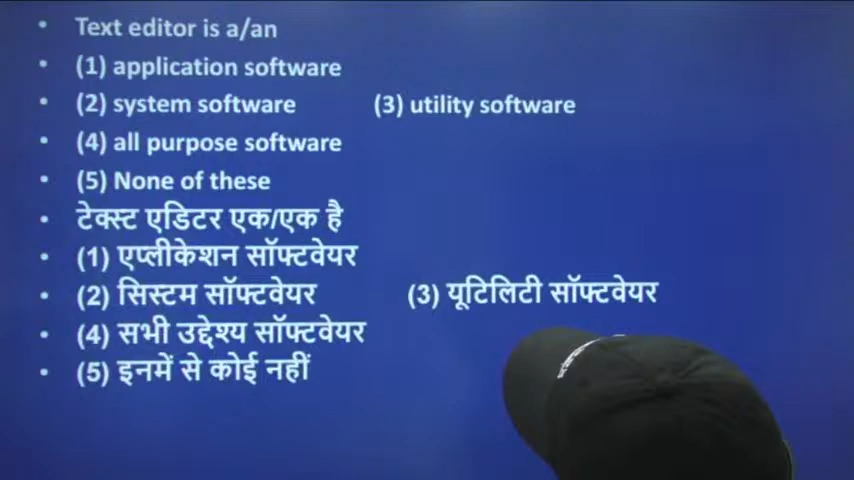 • Text editor is a/an
• (1) application software
• (2) system software (3) utility software
• (4) all purpose software
• (5) None of these
• टेक्स्ट एडिटर एक/एक है
• (1) एप्लीकेशन सॉफ्टवेयर
• (2) सिस्टम सॉफ्टवेयर (3) यूटिलिटी सॉफ्टवेयर
• (4) सभी उद्देश्य सॉफ्टवेयर
• (5) इनमें से कोई नहीं